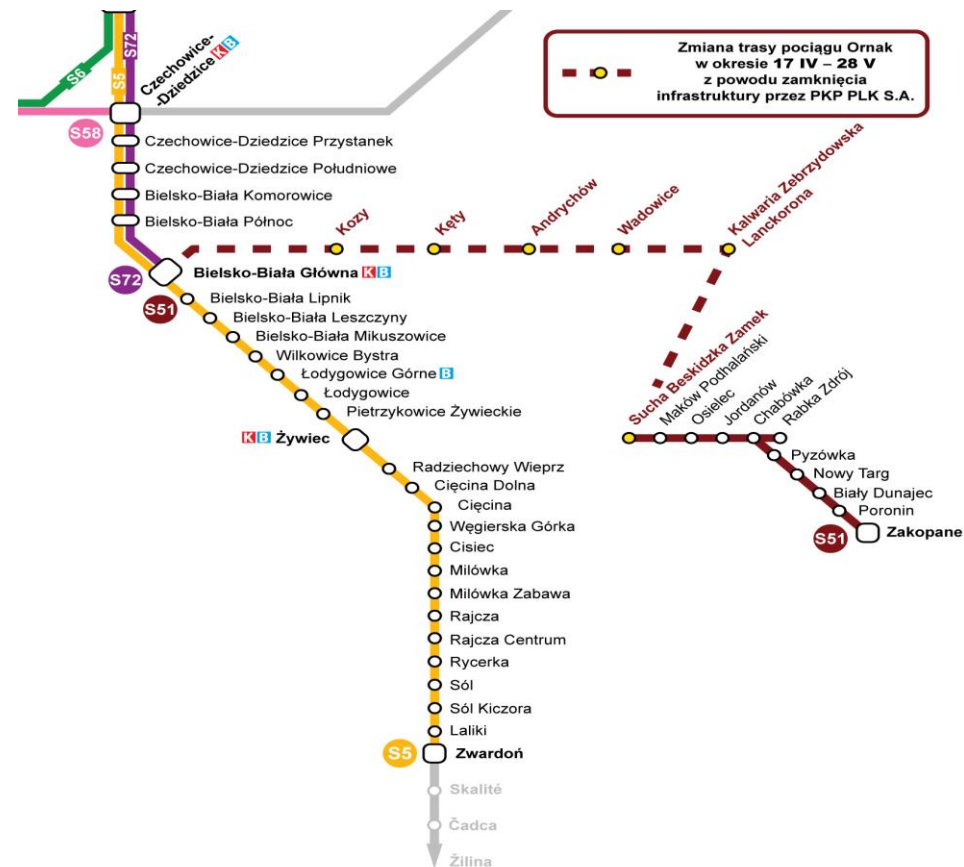 S6
S5
S72
Czechowice-
-Dziedzice K B
S58
Zmiana trasy pociągu Ornak
w okresie 17 IV – 28 V
z powodu zamknięcia
infrastruktury przez PKP PLK S.A.
Czechowice-Dziedzice Przystanek
Czechowice-Dziedzice Południowe
Bielsko-Biała Komorowice
Bielsko-Biała Północ
Kozy
Kęty
Andrychów
Wadowice
Kalwaria Zebrzydowska
Lanckorona
S72
Bielsko-Biała Główna K B
S51
Bielsko-Biała Lipnik
Bielsko-Biała Leszczyny
Bielsko-Biała Mikuszowice
Wilkowice Bystra
Łodygowice Górne B
Łodygowice
Pietrzykowice Żywieckie
K B Żywiec
Sucha Beskidzka Zamek
Maków Podhalański
Osielec
Jordanów
Chabówka
Rabka Zdrój
Pyzówka
Nowy Targ
Biały Dunajec
Poronin
S51
Zakopane
Radziechowy Wieprz
Cięcina Dolna
Cięcina
Węgierska Górka
Cisiec
Milówka
Milówka Zabawa
Rajcza
Rajcza Centrum
Rycerka
Sól
Sól Kiczora
Laliki
S5
Zwardoń
Skalité
Čadca
Žilina